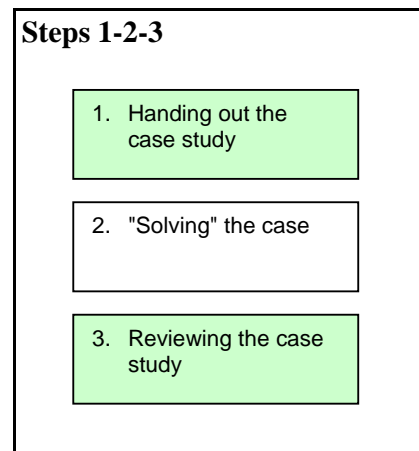 Steps 1-2-3
1. Handing out the
case study
2. "Solving" the case
3. Reviewing the case
study